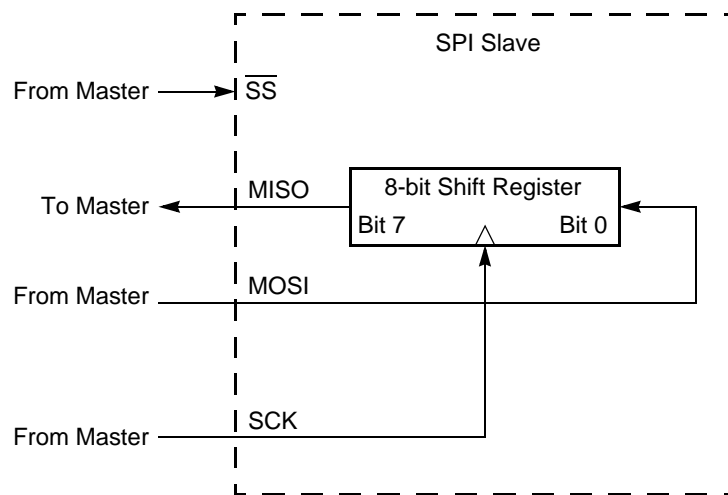 SPI Slave
From Master
S̅S̅
To Master
MISO
8-bit Shift Register
Bit 7
Bit 0
From Master
MOSI
From Master
SCK